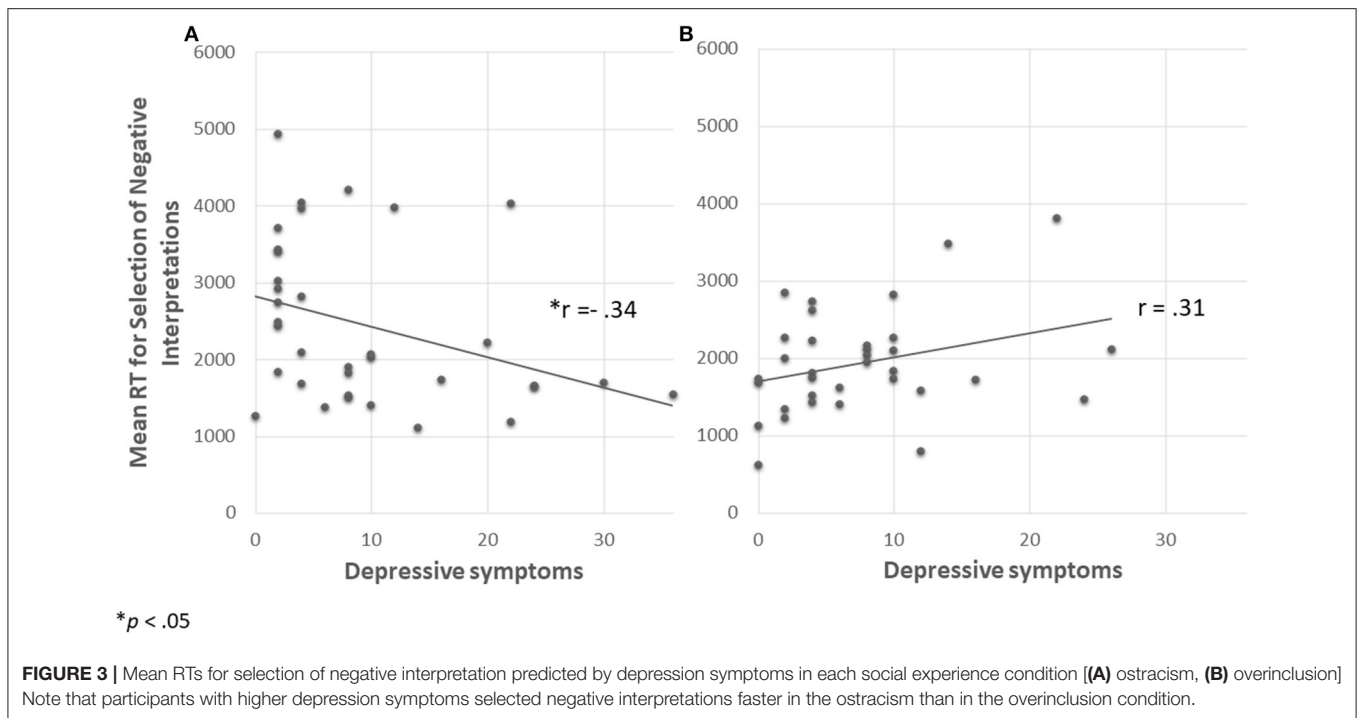 A
Mean RT for Selection of Negative
Interpretations
6000
5000
4000
3000
2000
1000
0
0 10 20 30
Depressive symptoms
*r =- .34
B
6000
5000
4000
3000
2000
1000
0
0 10 20 30
Depressive symptoms
r = .31
*p < .05
FIGURE 3 | Mean RTs for selection of negative interpretation predicted by depression symptoms in each social experience condition [(A) ostracism, (B) overinclusion]
Note that participants with higher depression symptoms selected negative interpretations faster in the ostracism than in the overinclusion condition.